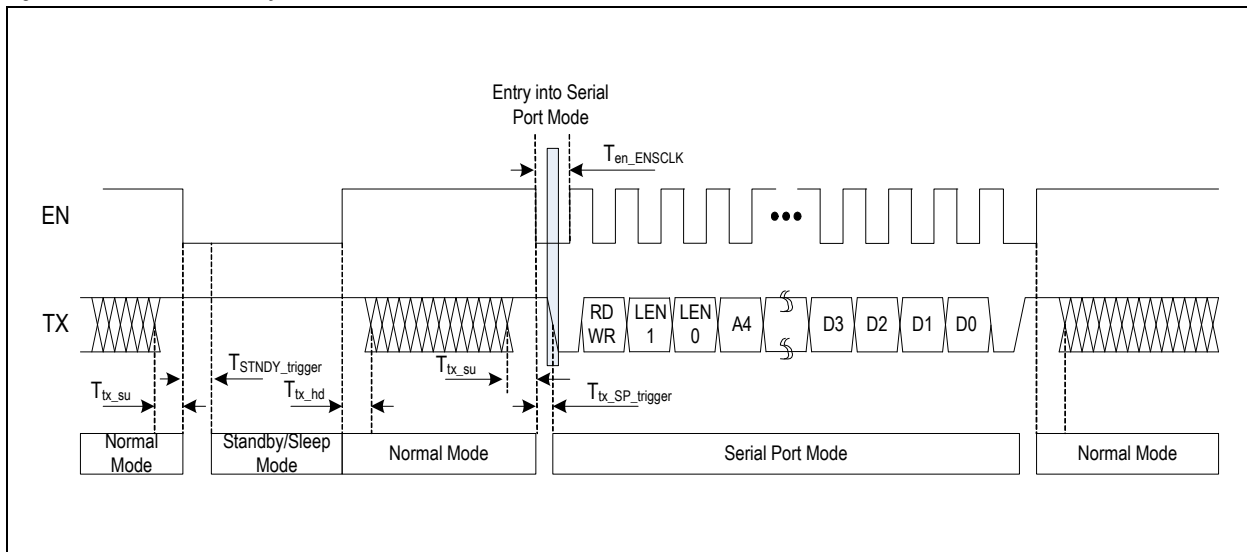 Entry into Serial
Port Mode
Ten_ENSCLK
EN
TX
RD
WR
LEN
1
LEN
0
A4
D3
D2
D1
D0
Ttx_su
TSTNDY_trigger
Ttx_hd
Ttx_su
Ttx_SP_trigger
Normal
Mode
Standby/Sleep
Mode
Normal Mode
Serial Port Mode
Normal Mode